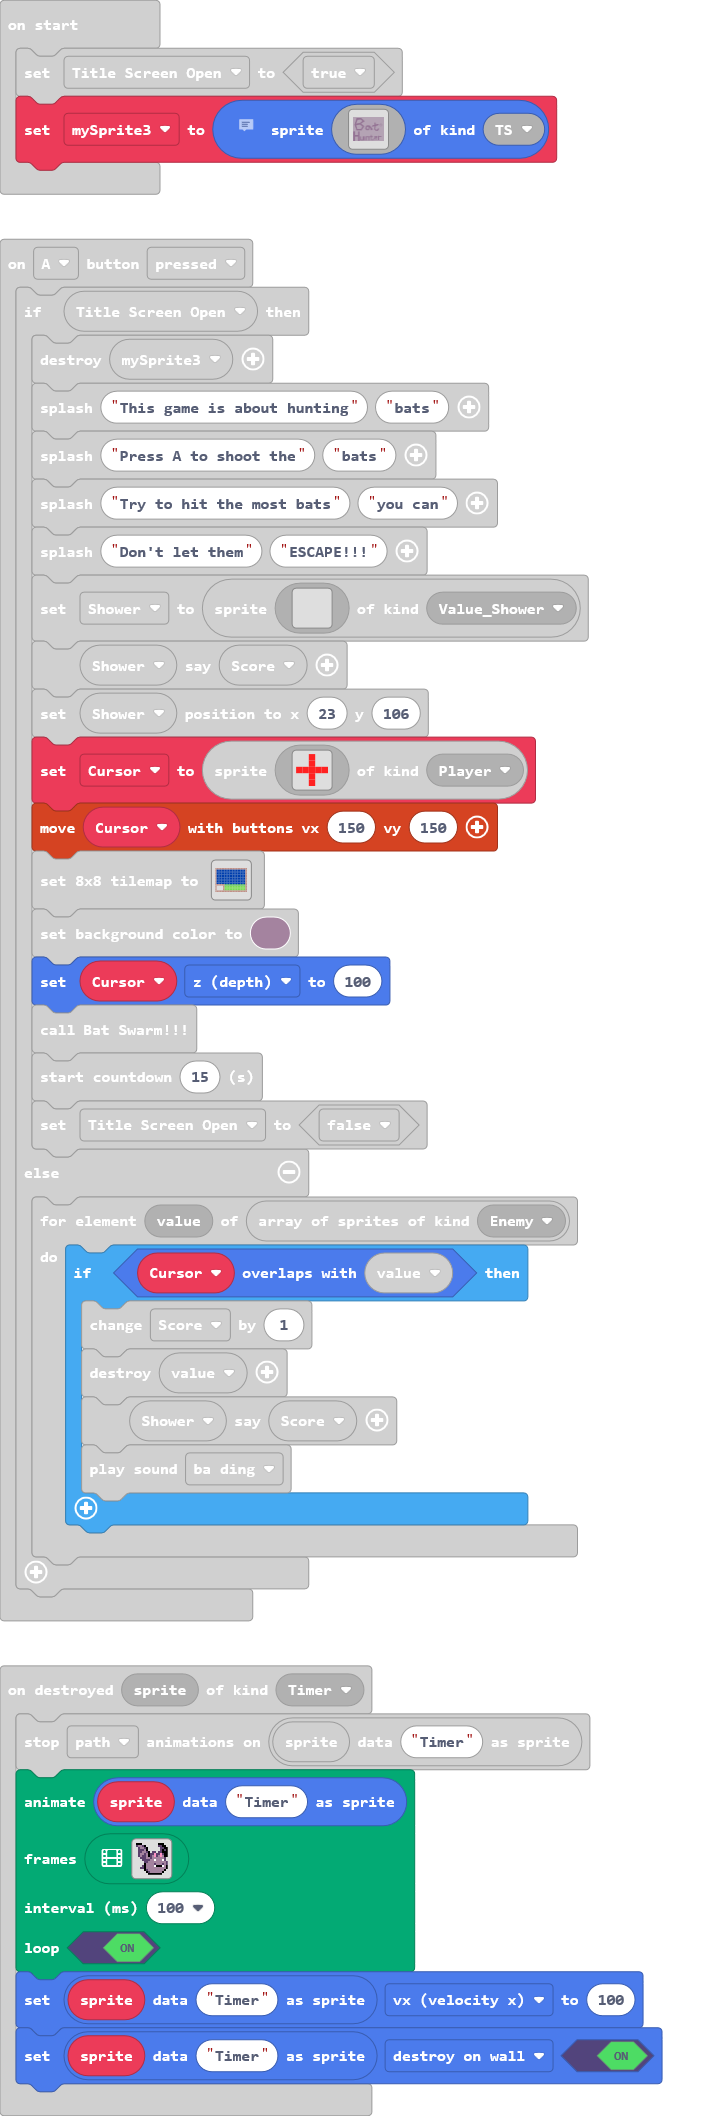 on start
set Title Screen Open to true
set mySprite3 to sprite Bat Hunter of kind TS
on A button pressed
if Title Screen Open then
destroy mySprite3
splash "This game is about hunting" "bats"
splash "Press A to shoot the" "bats"
splash "Try to hit the most bats" "you can"
splash "Don't let them" "ESCAPE!!!"
set Shower to sprite of kind Value_Shower
Shower say Score
set Shower position to x 23 y 106
set Cursor to sprite of kind Player
move Cursor with buttons vx 150 vy 150
set 8x8 tilemap to
set background color to
set Cursor z (depth) to 100
call Bat Swarm!!!
start countdown 15 (s)
set Title Screen Open to false
else
for element value of array of sprites of kind Enemy
do
if Cursor overlaps with value then
change Score by 1
destroy value
Shower say Score
play sound ba ding
on destroyed sprite of kind Timer
stop path animations on sprite data "Timer" as sprite
animate sprite data "Timer" as sprite
frames
interval (ms) 100
loop ON
set sprite data "Timer" as sprite vx (velocity x) to 100
set sprite data "Timer" as sprite destroy on wall ON